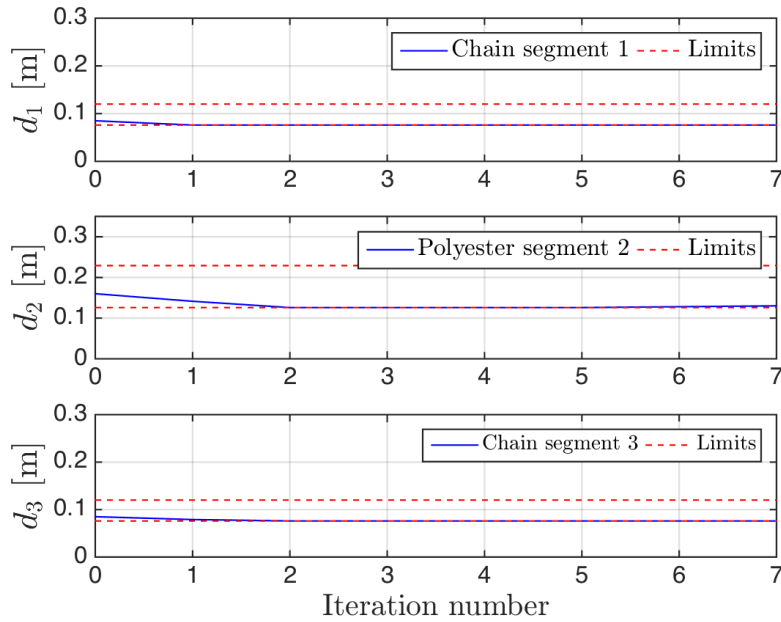 0.3
Chain segment 1 Limits
0.2
d1 [m]
0.1
0
0 1 2 3 4 5 6 7
0.3
Polyester segment 2 Limits
0.2
d2 [m]
0.1
0
0 1 2 3 4 5 6 7
0.3
Chain segment 3 Limits
0.2
d3 [m]
0.1
0
0 1 2 3 4 5 6 7
Iteration number